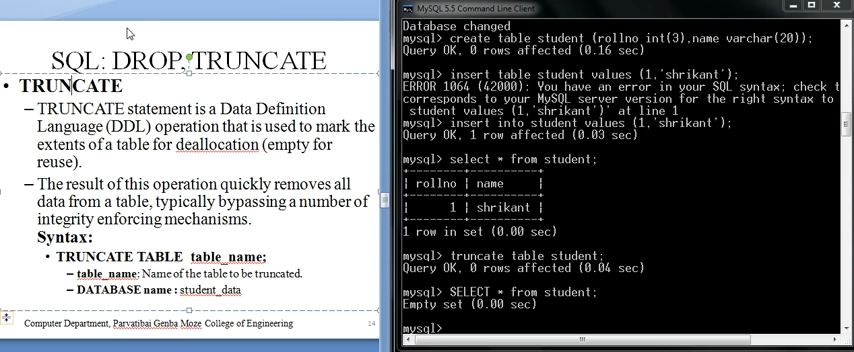 SQL: DROP, TRUNCATE
• TRUNCATE
– TRUNCATE statement is a Data Definition
Language (DDL) operation that is used to mark the
extents of a table for deallocation (empty for
reuse).
– The result of this operation quickly removes all
data from a table, typically bypassing a number of
integrity enforcing mechanisms.
Syntax:
• TRUNCATE TABLE table_name;
– table_name: Name of the table to be truncated.
– DATABASE name : student_data
Computer Department, Parvatibai Genba Moze College of Engineering 14
MySQL 5.5 Command Line Client
Database changed
mysql> create table student (rollno int(3),name varchar(20));
Query OK, 0 rows affected (0.16 sec)
mysql> insert table student values (1,'shrikant');
ERROR 1064 (42000): You have an error in your SQL syntax; check t
corresponds to your MySQL server version for the right syntax to
student values (1,'shrikant')' at line 1
mysql> insert into student values (1,'shrikant');
Query OK, 1 row affected (0.03 sec)
mysql> select * from student;
+--------+----------+
| rollno | name     |
+--------+----------+
|      1 | shrikant |
+--------+----------+
1 row in set (0.00 sec)
mysql> truncate table student;
Query OK, 0 rows affected (0.04 sec)
mysql> SELECT * from student;
Empty set (0.00 sec)
mysql>